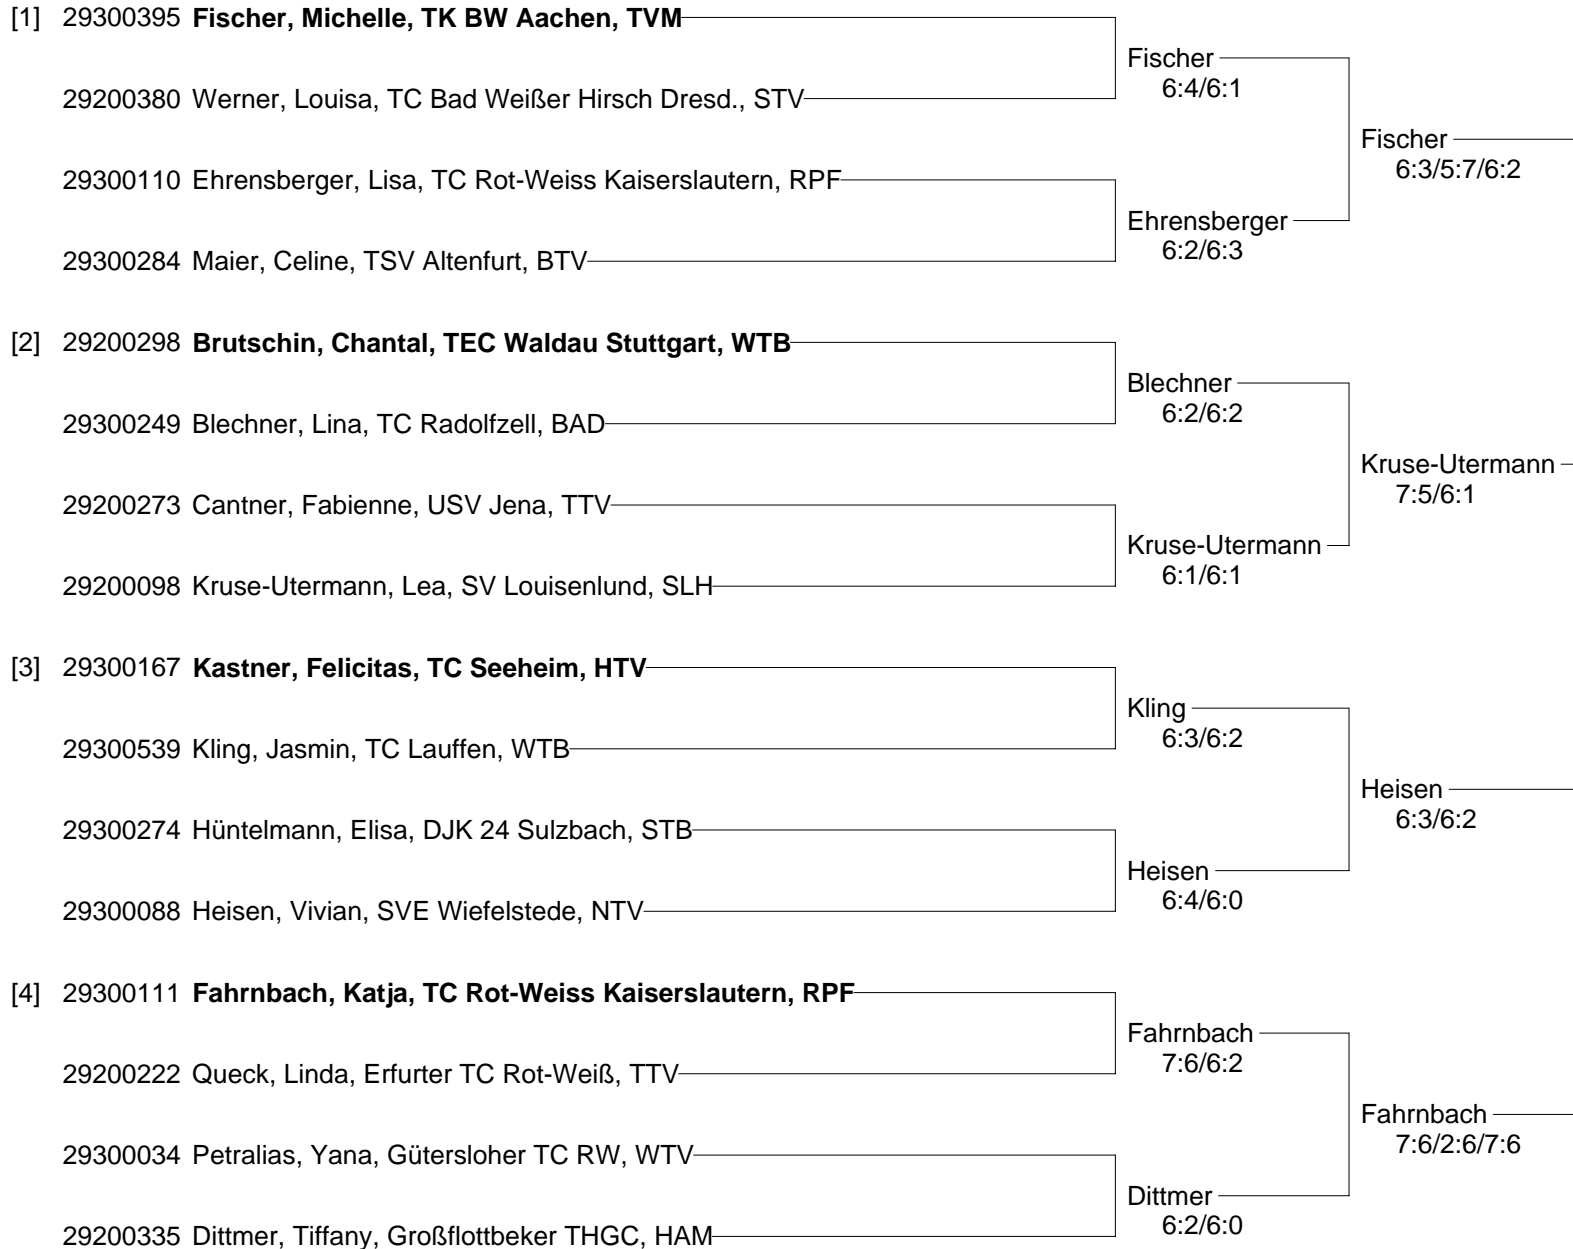 [1] 29300395 Fischer, Michelle, TK BW Aachen, TVM
Fischer
6:4/6:1
29200380 Werner, Louisa, TC Bad Weißer Hirsch Dresd., STV
Fischer
6:3/5:7/6:2
29300110 Ehrensberger, Lisa, TC Rot-Weiss Kaiserslautern, RPF
Ehrensberger
6:2/6:3
29300284 Maier, Celine, TSV Altenfurt, BTV
[2] 29200298 Brutschin, Chantal, TEC Waldau Stuttgart, WTB
Blechner
6:2/6:2
29300249 Blechner, Lina, TC Radolfzell, BAD
Kruse-Utermann
7:5/6:1
29200273 Cantner, Fabienne, USV Jena, TTV
Kruse-Utermann
6:1/6:1
29200098 Kruse-Utermann, Lea, SV Louisenlund, SLH
[3] 29300167 Kastner, Felicitas, TC Seeheim, HTV
Kling
6:3/6:2
29300539 Kling, Jasmin, TC Lauffen, WTB
Heisen
6:3/6:2
29300274 Hüntelmann, Elisa, DJK 24 Sulzbach, STB
Heisen
6:4/6:0
29300088 Heisen, Vivian, SVE Wiefelstede, NTV
[4] 29300111 Fahrnbach, Katja, TC Rot-Weiss Kaiserslautern, RPF
Fahrnbach
7:6/6:2
29200222 Queck, Linda, Erfurter TC Rot-Weiß, TTV
Fahrnbach
7:6/2:6/7:6
29300034 Petralias, Yana, Gütersloher TC RW, WTV
Dittmer
6:2/6:0
29200335 Dittmer, Tiffany, Großflottbeker THGC, HAM